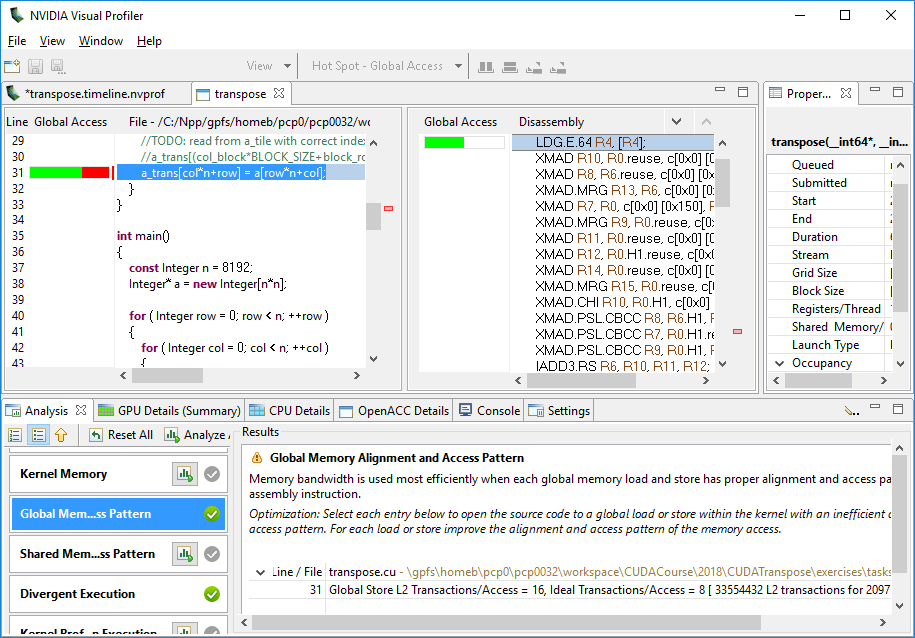 NVIDIA Visual Profiler
File View Window Help
View Hot Spot - Global Access
*transpose.timeline.nvprof transpose
Line Global Access File - /C:/Npp/gpfs/homeb/pcp0/pcp0032/wo
29 //TODO: read from a_tile with correct index
30 //a_trans[(col_block*BLOCK_SIZE+block_ro
31 a_trans[col*n+row] = a[row*n+col];
32 }
33 }
34
35 int main()
36 {
37 const Integer n = 8192;
38 Integer* a = new Integer[n*n];
39
40 for ( Integer row = 0; row < n; ++row )
41 {
42 for ( Integer col = 0; col < n; ++col )
43 {
Global Access Disassembly
LDG.E.64 R4, [R4];
XMAD R10, R0.reuse, c[0x0] [0
XMAD R8, R6.reuse, c[0x0] [0x
XMAD.MRG R13, R6, c[0x0] [0x
XMAD R7, R0, c[0x0] [0x150], R
XMAD.MRG R9, R0.reuse, c[0x
XMAD R11, R0.reuse, c[0x0] [0
XMAD R12, R0.H1.reuse, c[0x0
XMAD R14, R0.reuse, c[0x0] [0
XMAD.MRG R15, R0.reuse, c[0
XMAD.CHI R10, R0.H1, c[0x0]
XMAD.PSL.CBCC R8, R6.H1, R
XMAD.PSL.CBCC R7, R0.H1.re
XMAD.PSL.CBCC R9, R0.H1, R
IADD3.RS R6, R10, R11, R12;
Proper...
transpose(__int64*, __in...
Queued
Submitted
Start
End
Duration
Stream
Grid Size
Block Size
Registers/Thread
Shared Memory/
Launch Type
Occupancy
Analysis GPU Details (Summary) CPU Details OpenACC Details Console Settings
Reset All Analyze
Kernel Memory
Global Mem...ss Pattern
Shared Mem...ss Pattern
Divergent Execution
Kernel Prof...n Execution
Results
Global Memory Alignment and Access Pattern
Memory bandwidth is used most efficiently when each global memory load and store has proper alignment and access pa
assembly instruction.
Optimization: Select each entry below to open the source code to a global load or store within the kernel with an inefficient a
access pattern. For each load or store improve the alignment and access pattern of the memory access.
Line / File transpose.cu - \gpfs\homeb\pcp0\pcp0032\workspace\CUDACourse\2018\CUDATranspose\exercises\tasks
31 Global Store L2 Transactions/Access = 16, Ideal Transactions/Access = 8 [ 33554432 L2 transactions for 2097